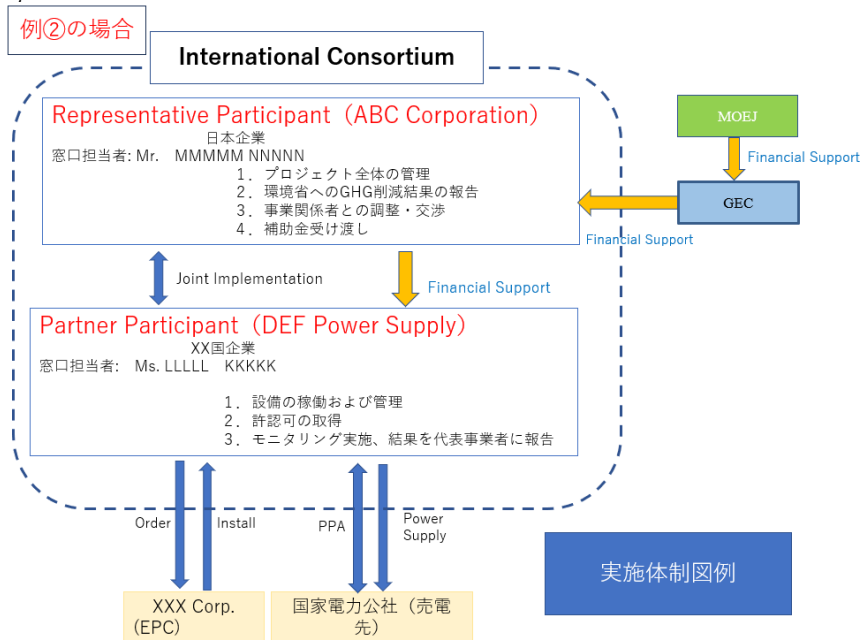 例②の場合
International Consortium
Representative Participant（ABC Corporation）
日本企業
窓口担当者: Mr. MMMMM NNNNN
1．プロジェクト全体の管理
2．環境省へのGHG削減結果の報告
3．事業関係者との調整・交渉
4．補助金受け渡し
MOEJ
Financial Support
GEC
Financial Support
Joint Implementation
Financial Support
Partner Participant（DEF Power Supply）
XX国企業
窓口担当者: Ms. LLLLL KKKKK
1．設備の稼働および管理
2．許認可の取得
3．モニタリング実施、結果を代表事業者に報告
Order
Install
PPA
Power
Supply
実施体制図例
XXX Corp.
(EPC)
国家電力公社（売電
先）